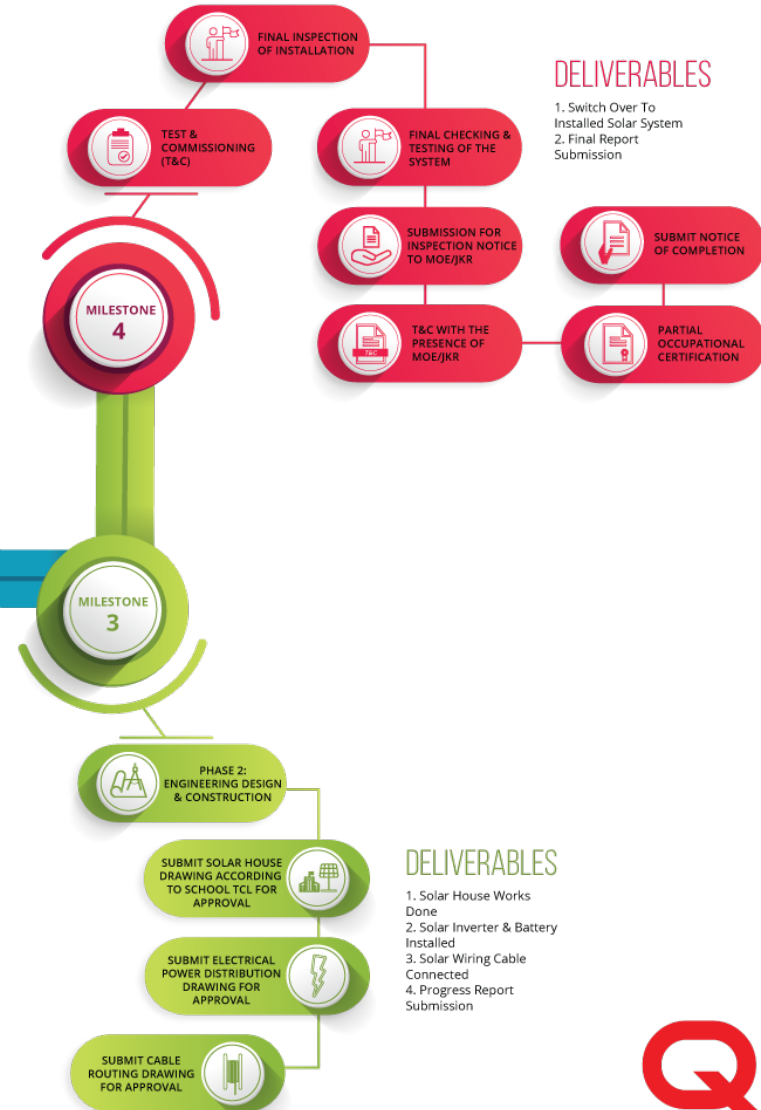 FINAL INSPECTION
OF INSTALLATION
TEST &
COMMISSIONING
(T&C)
FINAL CHECKING &
TESTING OF THE
SYSTEM
SUBMISSION FOR
INSPECTION NOTICE
TO MOE/JKR
T&C
T&C WITH THE
PRESENCE OF
MOE/JKR
PARTIAL
OCCUPATIONAL
CERTIFICATION
SUBMIT NOTICE
OF COMPLETION
DELIVERABLES
1. Switch Over To
Installed Solar System
2. Final Report
Submission
MILESTONE
4
MILESTONE
3
PHASE 2:
ENGINEERING DESIGN
& CONSTRUCTION
SUBMIT SOLAR HOUSE
DRAWING ACCORDING
TO SCHOOL TCL FOR
APPROVAL
SUBMIT ELECTRICAL
POWER DISTRIBUTION
DRAWING FOR
APPROVAL
SUBMIT CABLE
ROUTING DRAWING
FOR APPROVAL
DELIVERABLES
1. Solar House Works
Done
2. Solar Inverter & Battery
Installed
3. Solar Wiring Cable
Connected
4. Progress Report
Submission